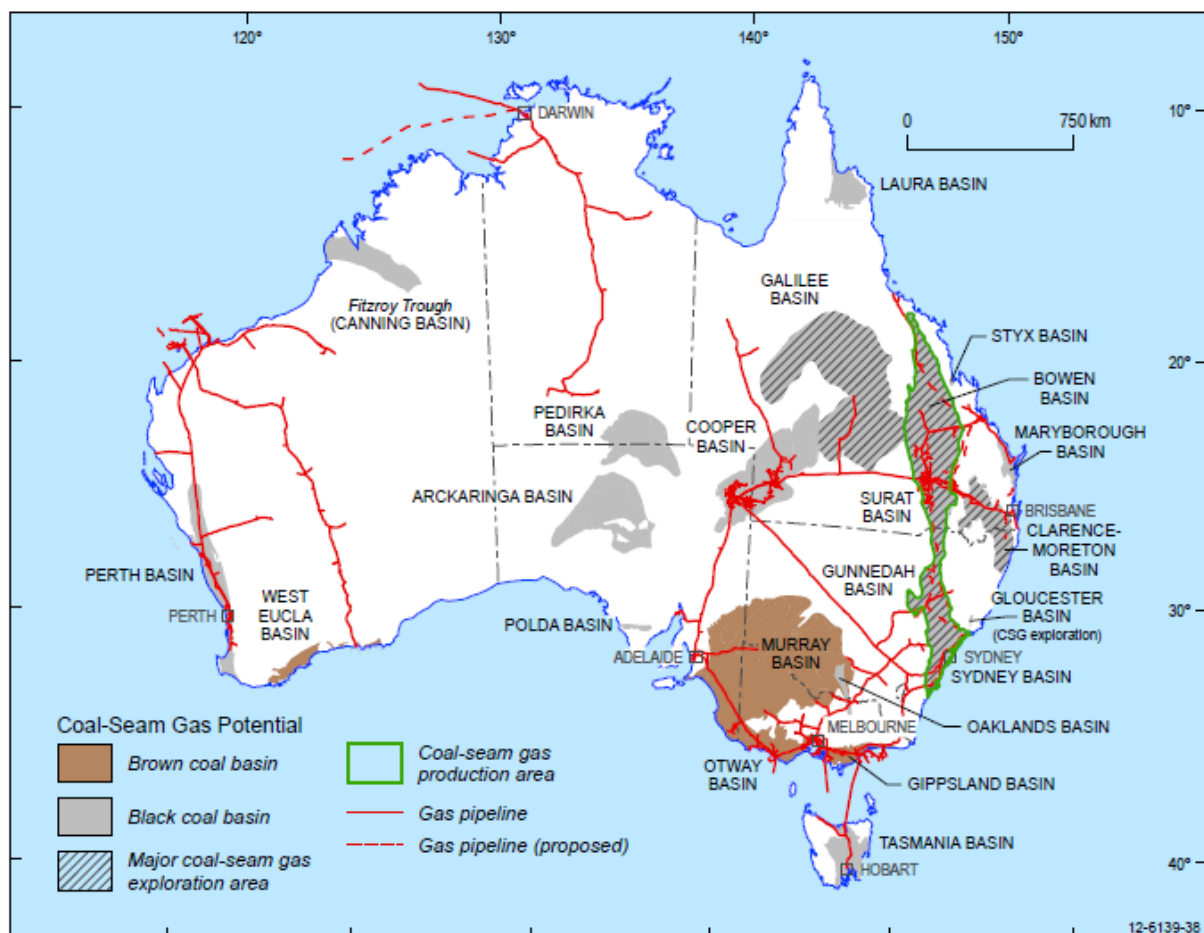 120°
130°
140°
150°
10°
DARWIN
0
750 km
LAURA BASIN
GALILEE
BASIN
Fitzroy Trough
(CANNING BASIN)
STYX BASIN
20°
BOWEN
BASIN
PEDIRKA
BASIN
COOPER
BASIN
MARYBOROUGH
BASIN
ARCKARINGA BASIN
SURAT
BASIN
BRISBANE
CLARENCE-
MORETON
BASIN
PERTH BASIN
GUNNEDAH
BASIN
WEST
EUCLA
BASIN
GLOUCESTER
BASIN
(CSG exploration)
30°
PERTH
POLDA BASIN
ADELAIDE
MURRAY
BASIN
SYDNEY
SYDNEY BASIN
MELBOURNE
OAKLANDS BASIN
OTWAY
BASIN
GIPPSLAND BASIN
TASMANIA BASIN
HOBART
40°
Coal-Seam Gas Potential
Brown coal basin
Black coal basin
Major coal-seam gas
exploration area
Coal-seam gas
production area
Gas pipeline
Gas pipeline (proposed)
12-6139-38